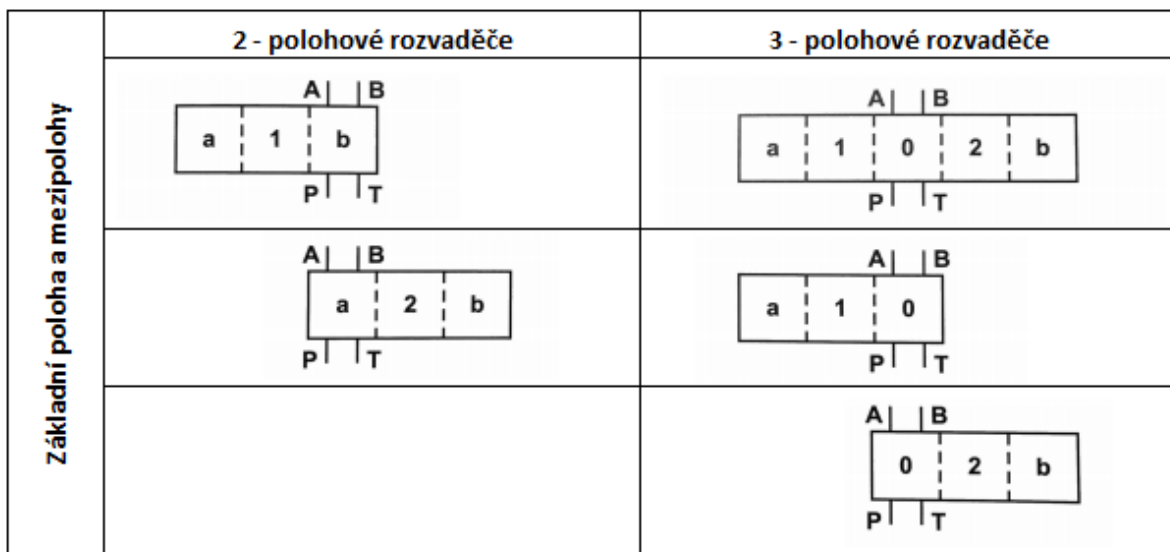 2 - polohové rozvaděče
3 - polohové rozvaděče
Základní poloha a mezipolohy
A B
a 1 b
P T
A B
a 1 0 2 b
P T
A B
a 2 b
P T
A B
a 1 0
P T
A B
0 2 b
P T